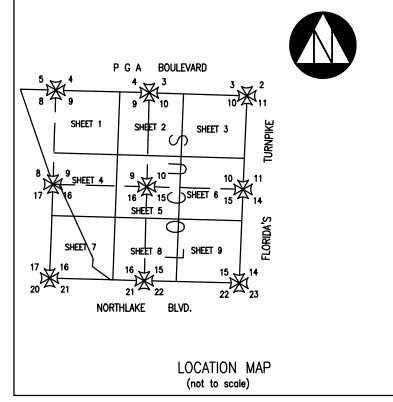 P G A BOULEVARD
5 4
4 3
3 2
8 9
9 10
10 11
SHEET 1
SHEET 2
SHEET 3
TURNPIKE
8 9
SHEET 4
9 10
10 11
17 16
16 15
SHEET 6
15 14
SHEET 5
LOCUS
FLORIDA'S
SHEET 7
SHEET 8
SHEET 9
17 16
16 15
15 14
20 21
21 22
22 23
NORTHLAKE BLVD.
LOCATION MAP
(not to scale)